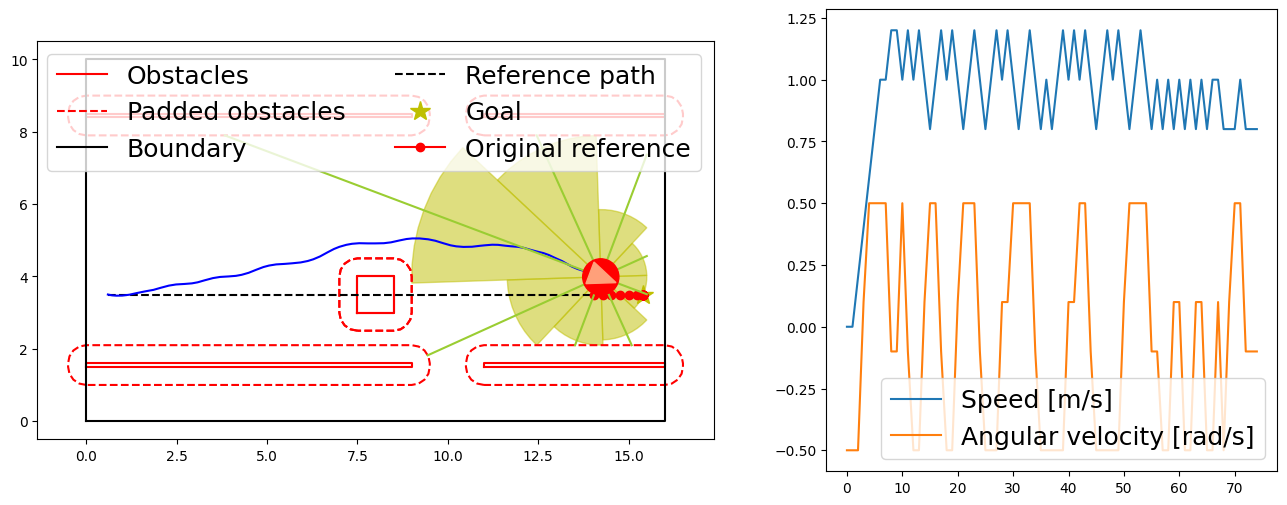 Obstacles
Padded obstacles
Boundary
Reference path
Goal
Original reference
10
8
6
4
2
0
0.0 2.5 5.0 7.5 10.0 12.5 15.0
1.25
1.00
0.75
0.50
0.25
0.00
−0.25
−0.50
Speed [m/s]
Angular velocity [rad/s]
0 10 20 30 40 50 60 70